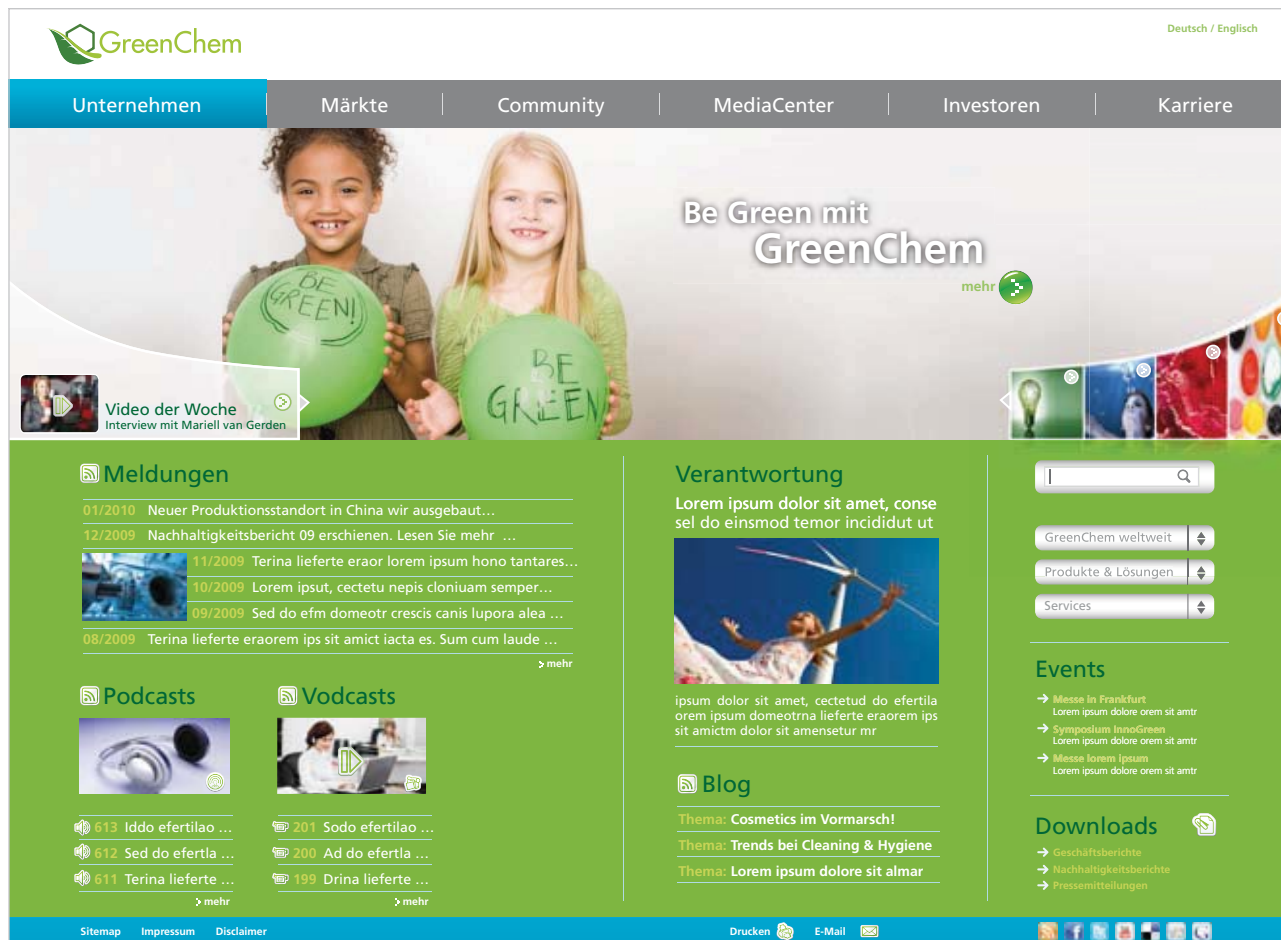 GreenChem
Deutsch / Englisch
Unternehmen
Märkte
Community
MediaCenter
Investoren
Karriere
Be Green mit
GreenChem
mehr
BE
GREEN!
BE
GREEN
Video der Woche
Interview mit Mariell van Gerden
Meldungen
01/2010 Neuer Produktionsstandort in China wir ausgebaut…
12/2009 Nachhaltigkeitsbericht 09 erschienen. Lesen Sie mehr …
11/2009 Terina lieferte eraor lorem ipsum hono tantares…
10/2009 Lorem ipsut, cectetu nepis cloniuam semper…
09/2009 Sed do efm domeotr crescis canis lupora alea …
08/2009 Terina lieferte eraorem ips sit amict iacta es. Sum cum laude …
mehr
Podcasts
613 Iddo efertilao …
612 Sed do efertla …
611 Terina lieferte …
mehr
Vodcasts
201 Sodo efertilao …
200 Ad do efertla …
199 Drina lieferte …
mehr
Verantwortung
Lorem ipsum dolor sit amet, conse
sel do einsmod temor incididut ut
ipsum dolor sit amet, cectetud do efertila
orem ipsum domeotrna lieferte eraorem ips
sit amictm dolor sit amensetur mr
Blog
Thema: Cosmetics im Vormarsch!
Thema: Trends bei Cleaning & Hygiene
Thema: Lorem ipsum dolore sit almar
GreenChem weltweit
Produkte & Lösungen
Services
Events
Messe in Frankfurt
Lorem ipsum dolore orem sit amtr
Symposium InnoGreen
Lorem ipsum dolore orem sit amtr
Messe lorem ipsum
Lorem ipsum dolore orem sit amtr
Downloads
Geschäftsberichte
Nachhaltigkeitsberichte
Pressemitteilungen
Sitemap
Impressum
Disclaimer
Drucken
E-Mail